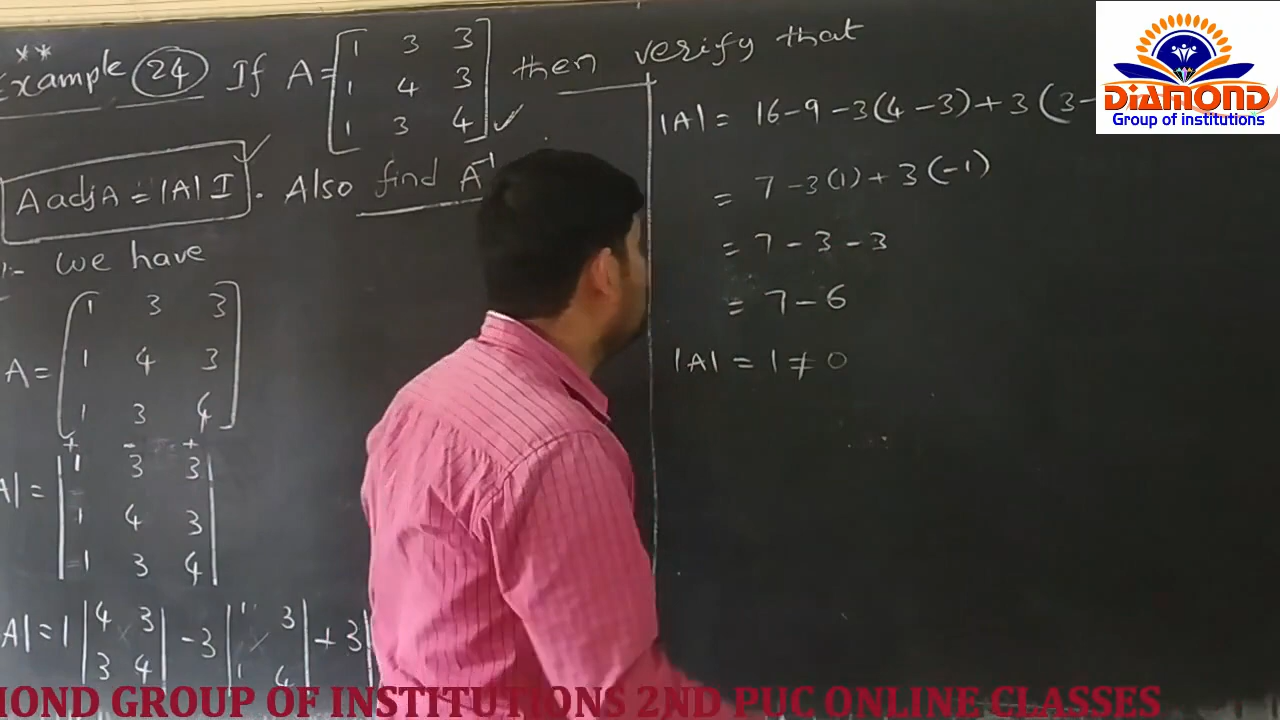 **
Example 24 If A = [ 1 3 3
1 4 3
1 3 4 ] ✓ then verify that
A adjA = |A| I . Also find A⁻¹
:- We have
A = [ 1 3 3
1 4 3
1 3 4 ]
+ - +
A| = | 1 3 3 |
1 4 3
1 3 4
A| = 1 | 4 3 | - 3 | 1 3 | + 3 |
3 4 1 4
|A| = 16 - 9 - 3(4 - 3) + 3(3 -
= 7 - 3(1) + 3(-1)
= 7 - 3 - 3
= 7 - 6
|A| = 1 ≠ 0
DIAMOND
Group of institutions
MOND GROUP OF INSTITUTIONS 2ND PUC ONLINE CLASSES